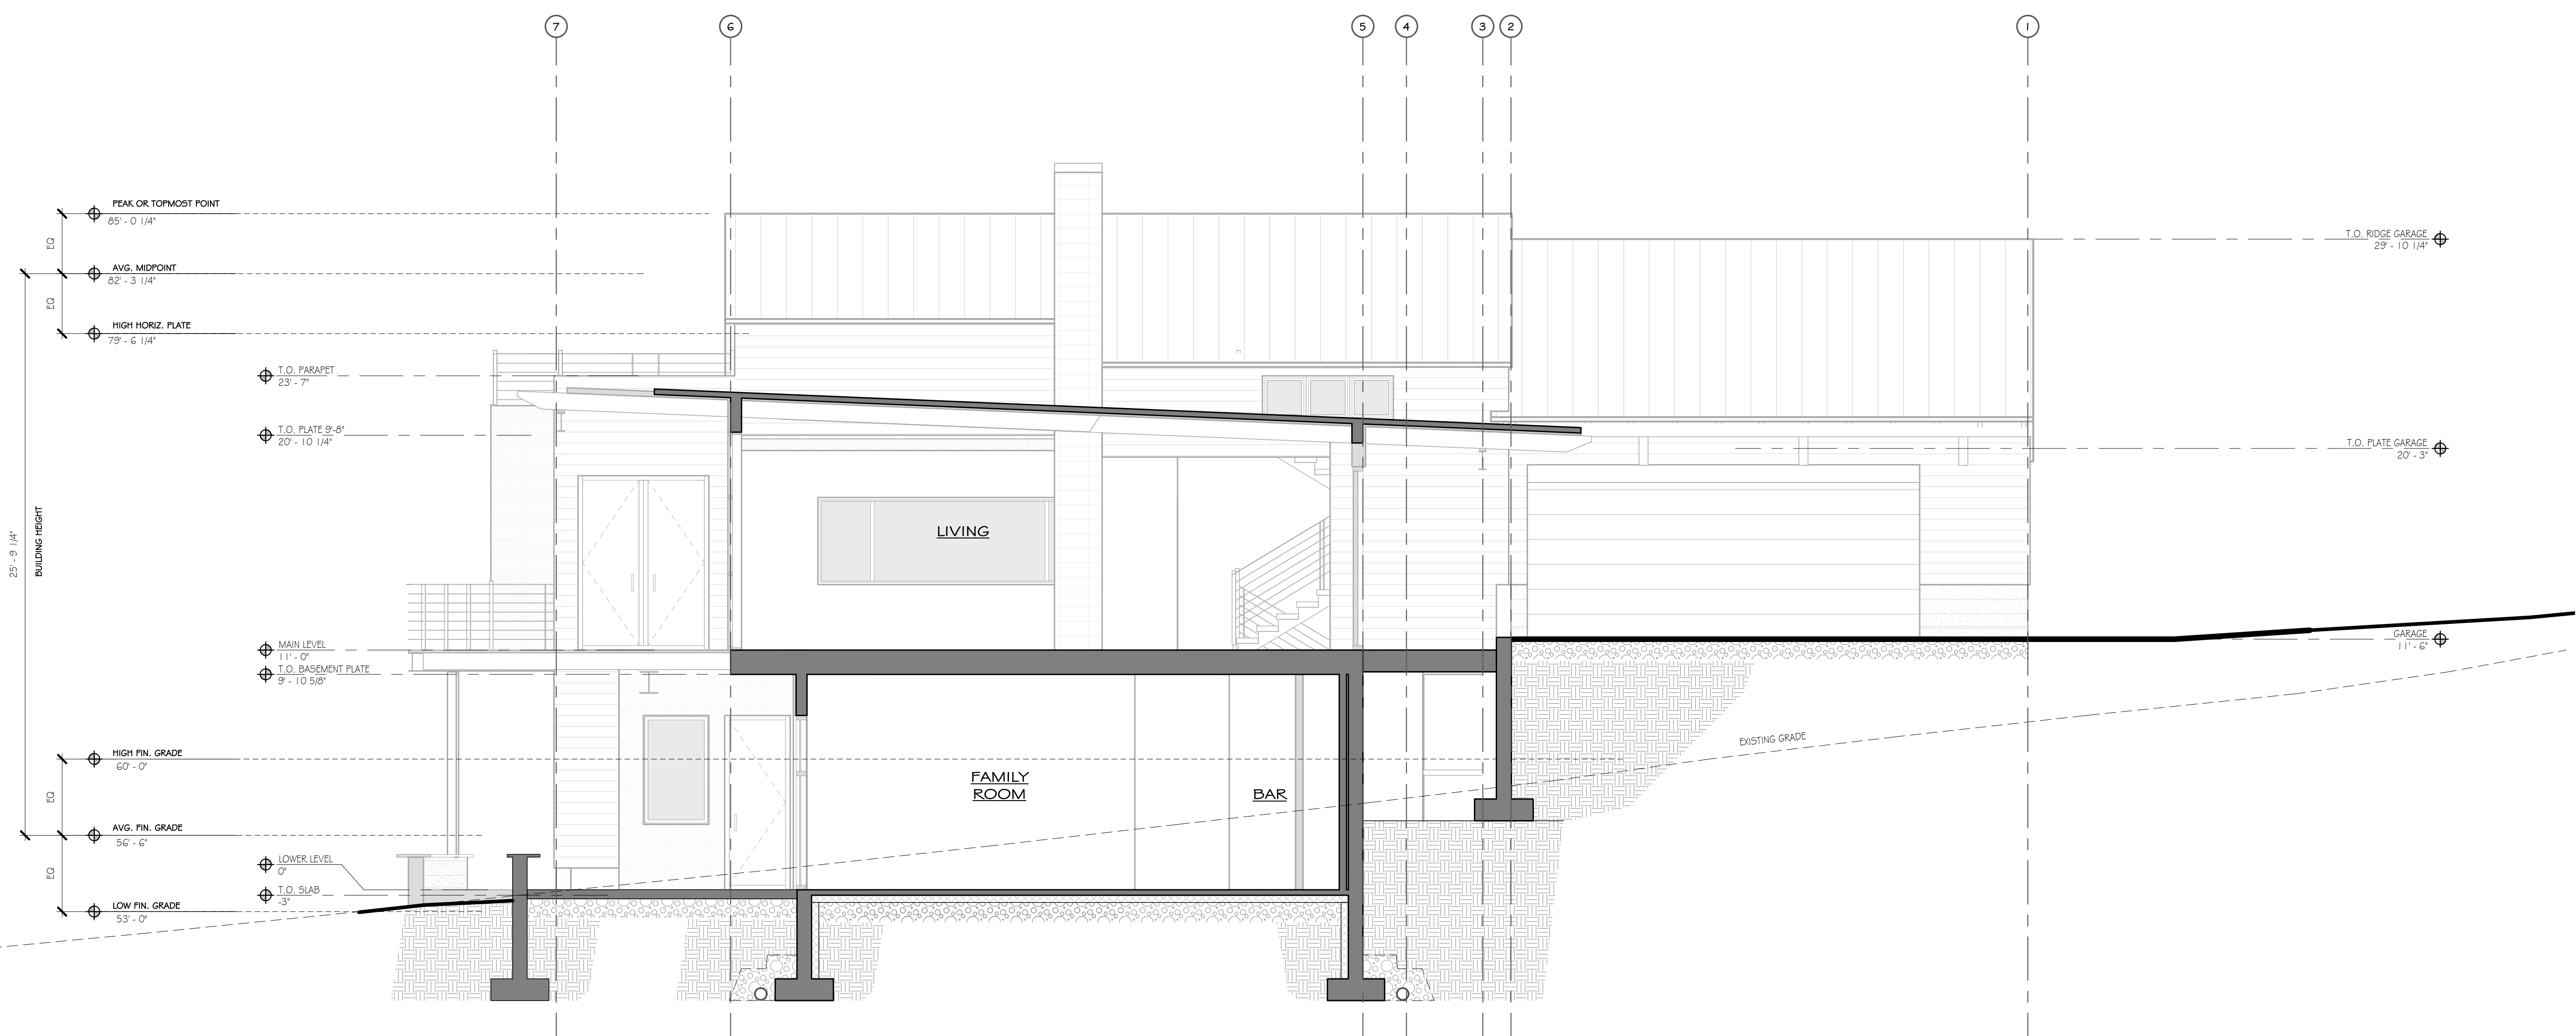 7
6
5
4
3
2
1
PEAK OR TOPMOST POINT
85' - 0 1/4"
EQ
AVG. MIDPOINT
82' - 3 1/4"
EQ
HIGH HORIZ. PLATE
79' - 6 1/4"
T.O. PARAPET
23' - 7"
T.O. PLATE 9'-8"
20' - 10 1/4"
T.O. RIDGE GARAGE
29' - 10 1/4"
T.O. PLATE GARAGE
20' - 3"
LIVING
25' - 9 1/4"
BUILDING HEIGHT
MAIN LEVEL
11' - 0"
T.O. BASEMENT PLATE
9' - 10 5/8"
GARAGE
11' - 6"
EXISTING GRADE
HIGH FIN. GRADE
60' - 0"
EQ
FAMILY
ROOM
BAR
AVG. FIN. GRADE
56' - 6"
EQ
LOWER LEVEL
0"
T.O. SLAB
-3"
LOW FIN. GRADE
53' - 0"